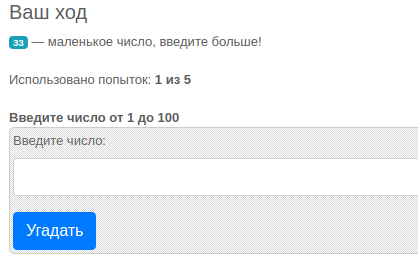 Ваш ход
33 — маленькое число, введите больше!
Использовано попыток: 1 из 5
Введите число от 1 до 100
Введите число:
Угадать